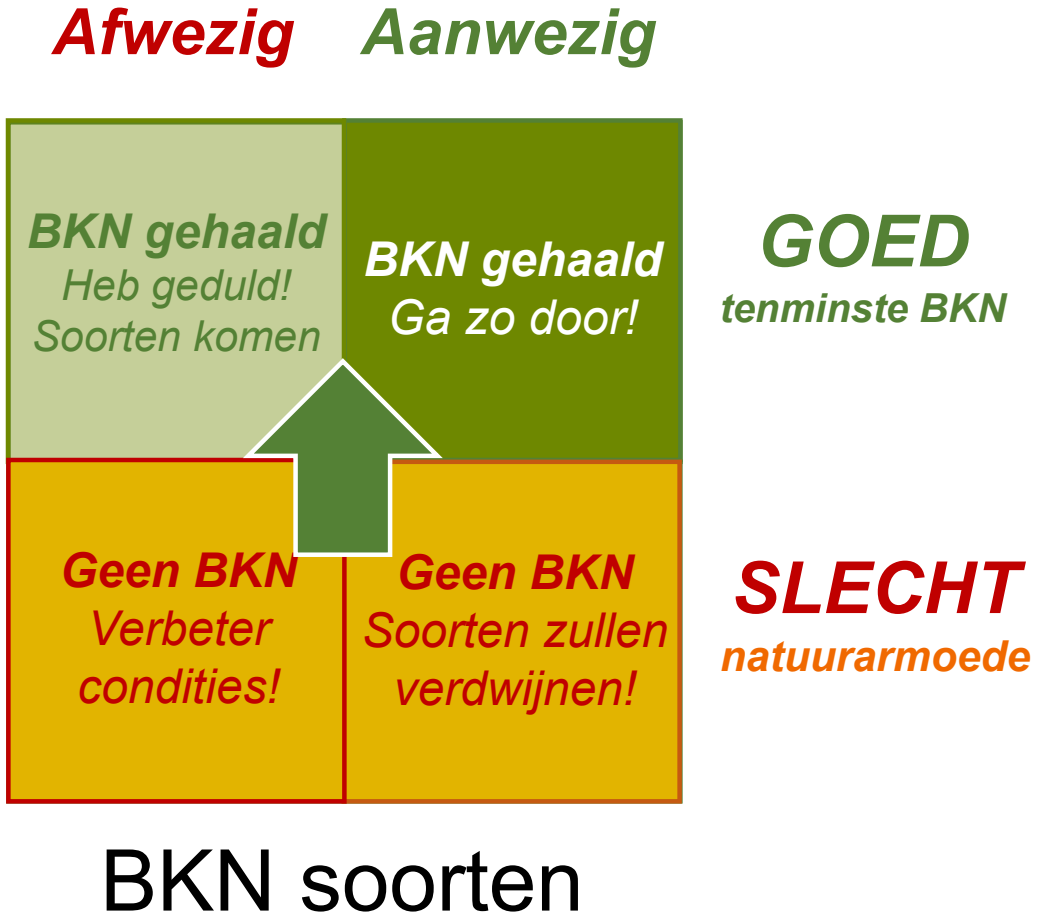 Afwezig Aanwezig
BKN gehaald
Heb geduld!
Soorten komen
BKN gehaald
Ga zo door!
GOED
tenminste BKN
Geen BKN
Verbeter
condities!
Geen BKN
Soorten zullen
verdwijnen!
SLECHT
natuurarmoede
BKN soorten